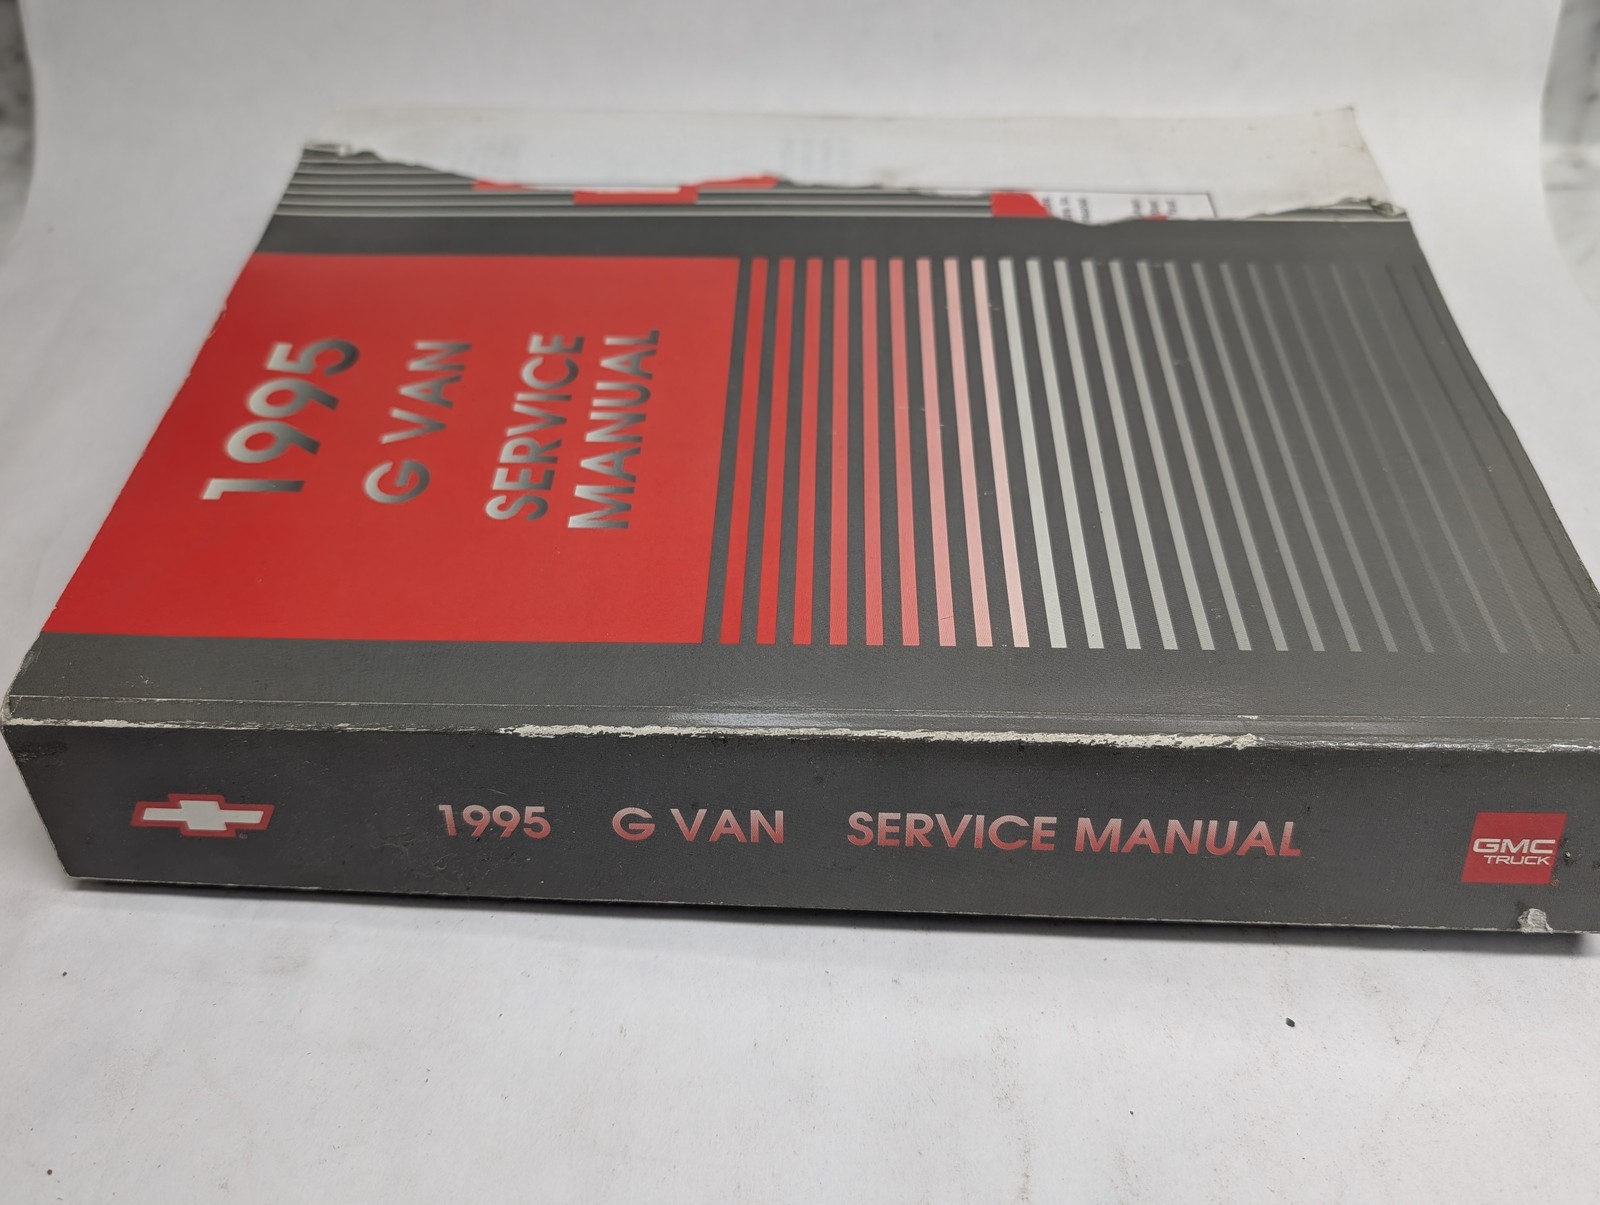 1995
G VAN
SERVICE
MANUAL
1995 G VAN SERVICE MANUAL
GMC
TRUCK